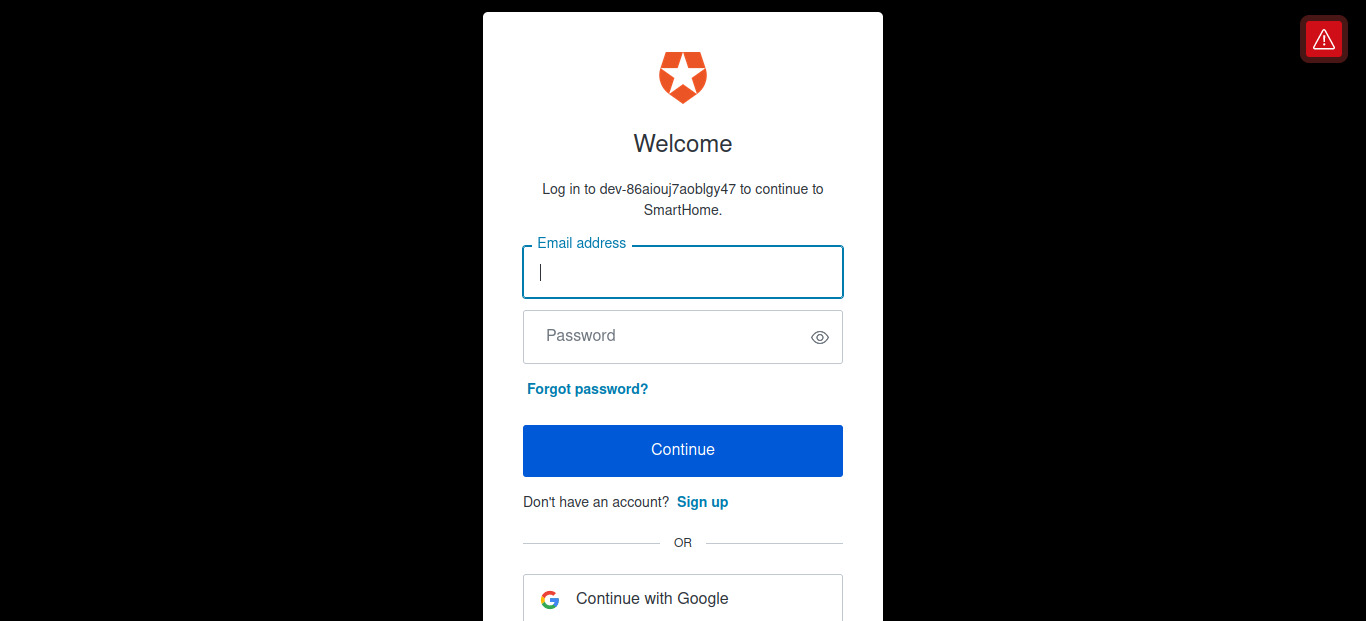 Welcome
Log in to dev-86aiouj7aoblgy47 to continue to
SmartHome.
Email address
Password
Forgot password?
Continue
Don't have an account? Sign up
OR
Continue with Google